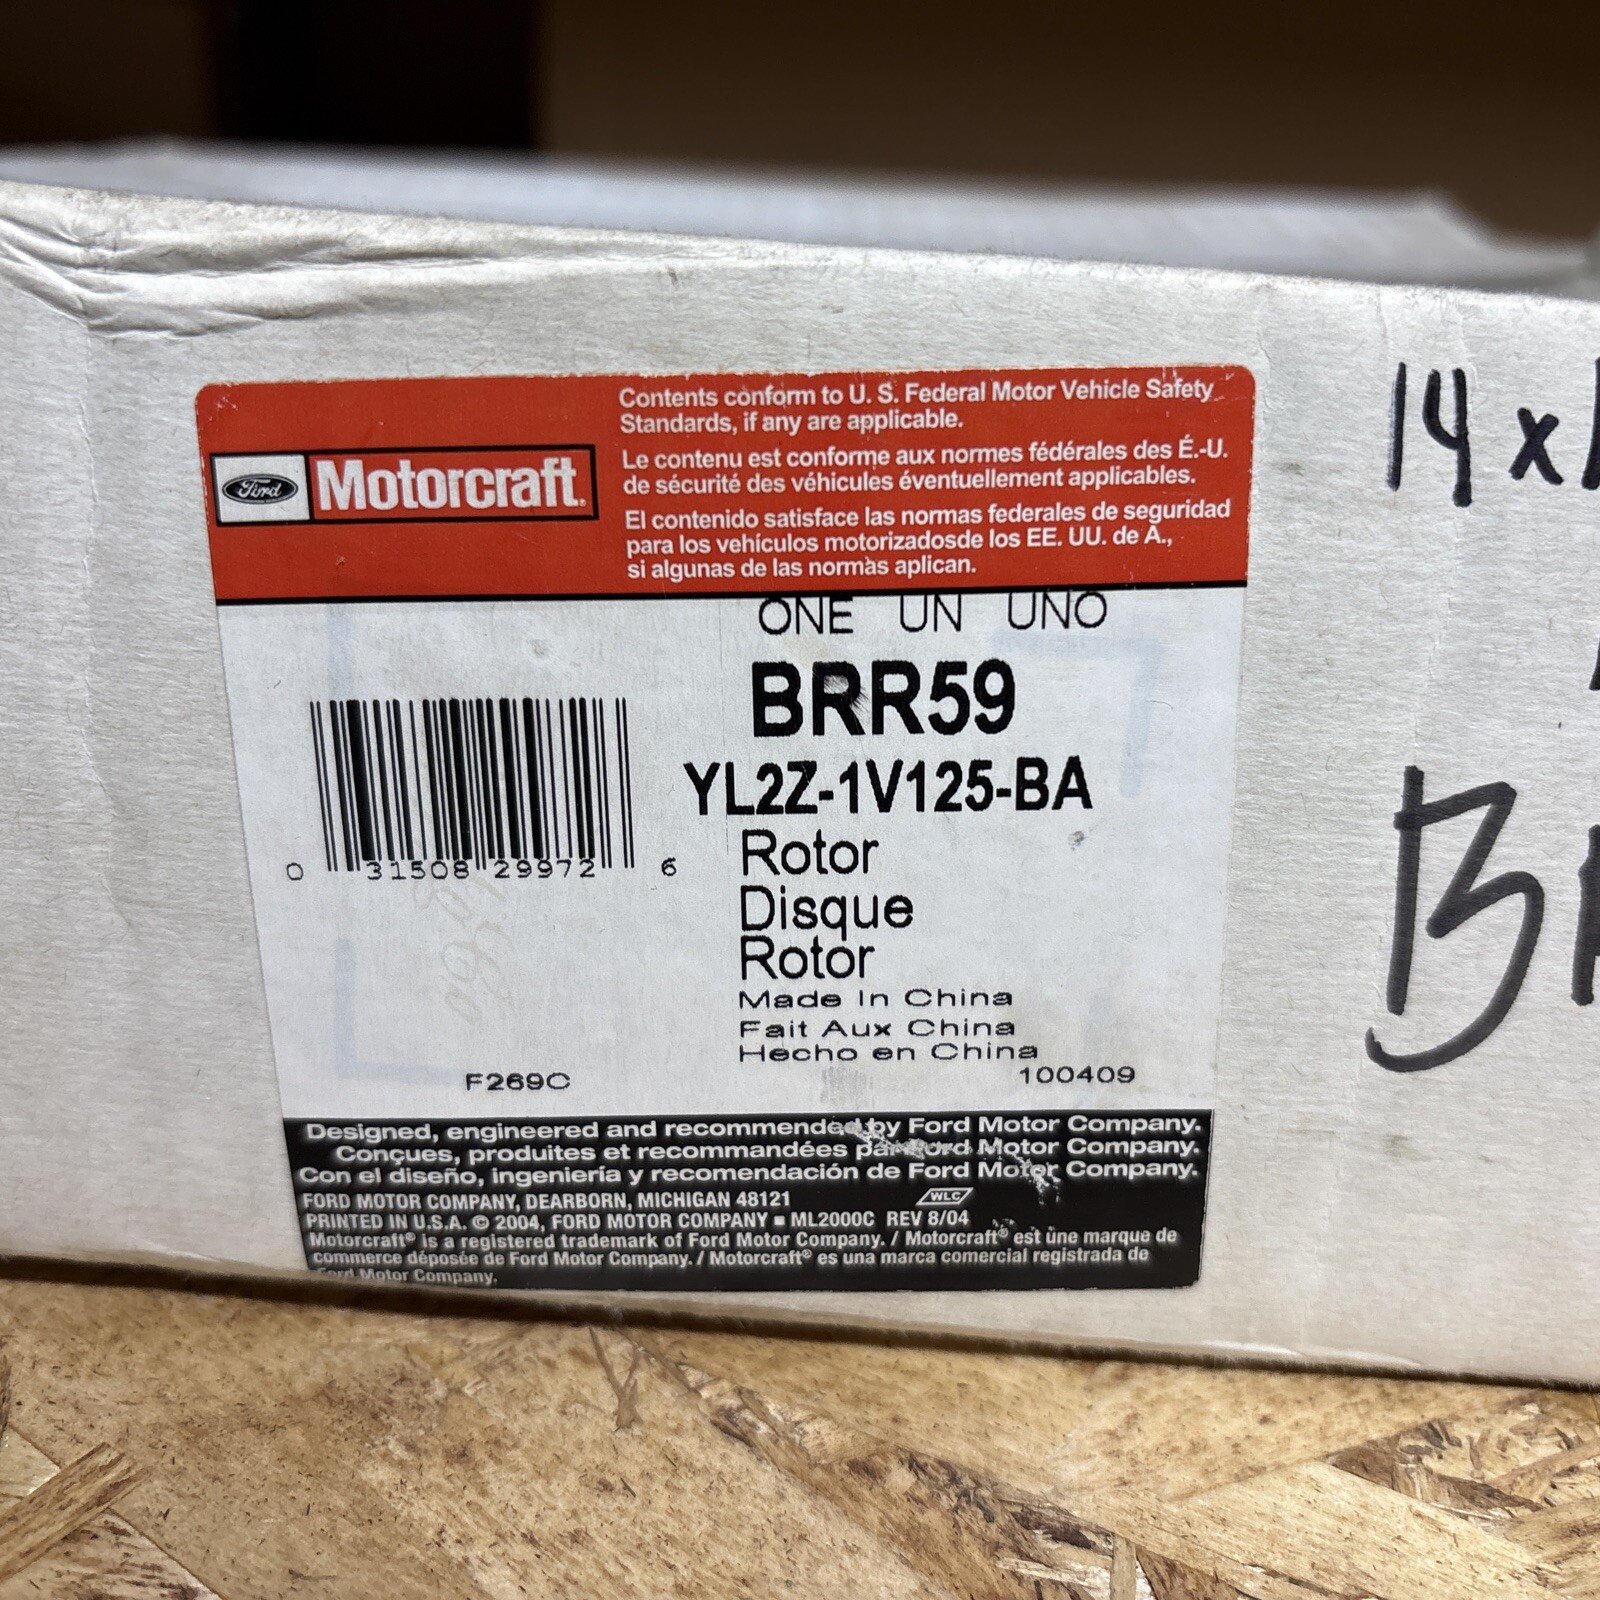 Contents conform to U. S. Federal Motor Vehicle Safety
Standards, if any are applicable.
Le contenu est conforme aux normes fédérales des É.-U.
de sécurité des véhicules éventuellement applicables.
El contenido satisface las normas federales de seguridad
para los vehículos motorizadosde los EE. UU. de A.,
si algunas de las normas aplican.
Ford Motorcraft
ONE UN UNO
BRR59
YL2Z-1V125-BA
Rotor
Disque
Rotor
Made In China
Fait Aux China
Hecho en China
0 31508 29972 6
F269C
100409
Designed, engineered and recommended by Ford Motor Company.
Conçues, produites et recommandées par Ford Motor Company.
Con el diseño, ingeniería y recomendación de Ford Motor Company.
FORD MOTOR COMPANY, DEARBORN, MICHIGAN 48121
WLC
PRINTED IN U.S.A. © 2004, FORD MOTOR COMPANY ■ ML2000C REV 8/04
Motorcraft® is a registered trademark of Ford Motor Company. / Motorcraft® est une marque de
commerce déposée de Ford Motor Company. / Motorcraft® es una marca comercial registrada de
Ford Motor Company.
14 x
B